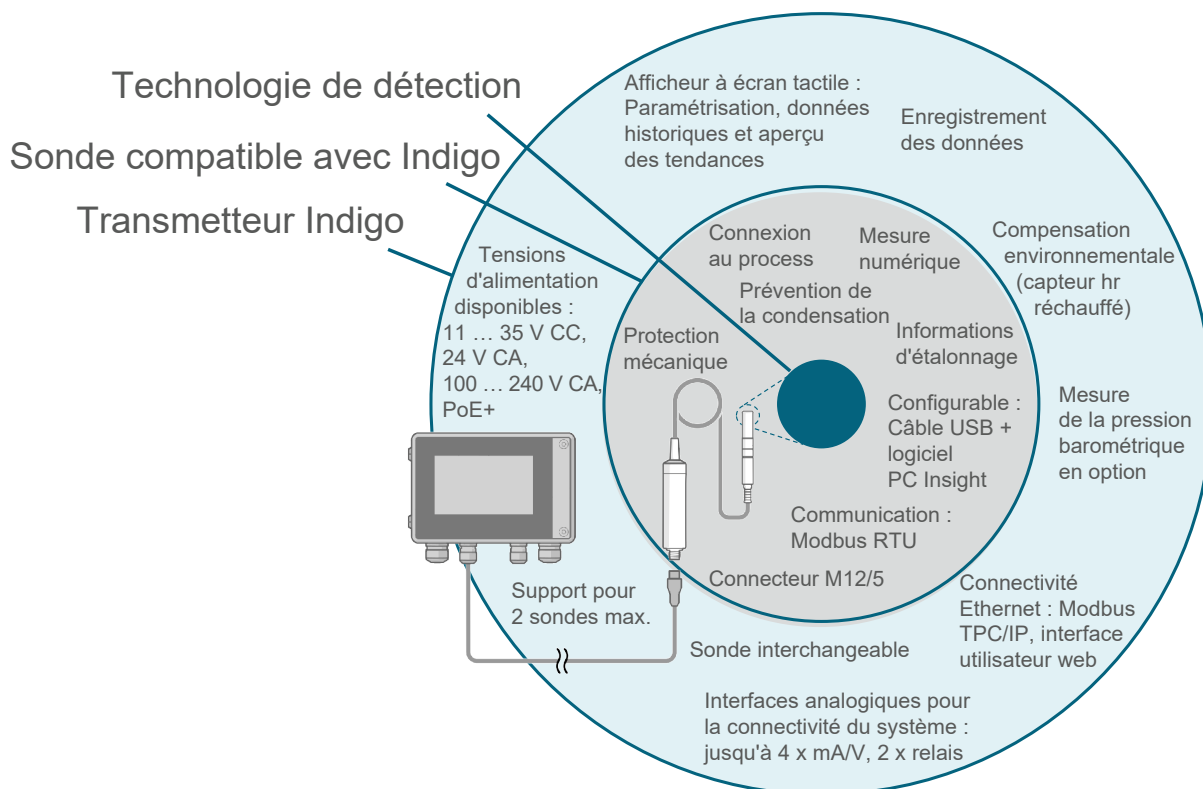 Technologie de détection
Sonde compatible avec Indigo
Transmetteur Indigo
Afficheur à écran tactile :
Paramétrisation, données
historiques et aperçu
des tendances
Enregistrement
des données
Tensions
d'alimentation
disponibles :
11 … 35 V CC,
24 V CA,
100 … 240 V CA,
PoE+
Connexion
au process
Mesure
numérique
Compensation
environnementale
(capteur hr
réchauffé)
Prévention de
la condensation
Protection
mécanique
Informations
d'étalonnage
Configurable :
Câble USB +
logiciel
PC Insight
Mesure
de la pression
barométrique
en option
Communication :
Modbus RTU
Connecteur M12/5
Support pour
2 sondes max.
Connectivité
Ethernet : Modbus
TPC/IP, interface
utilisateur web
Sonde interchangeable
Interfaces analogiques pour
la connectivité du système :
jusqu'à 4 x mA/V, 2 x relais